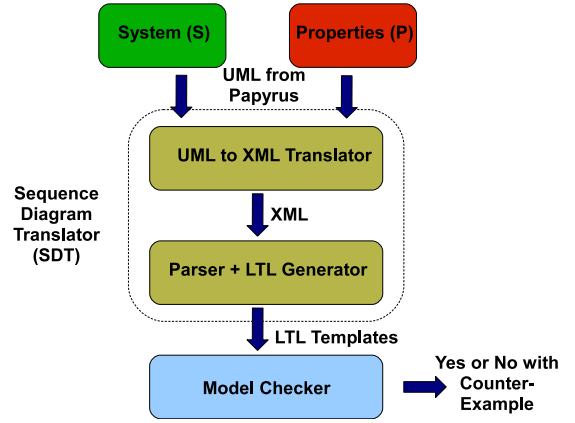 System (S)
Properties (P)
UML from
Papyrus
UML to XML Translator
Sequence
Diagram
Translator
(SDT)
XML
Parser + LTL Generator
LTL Templates
Model Checker
Yes or No with
Counter-
Example